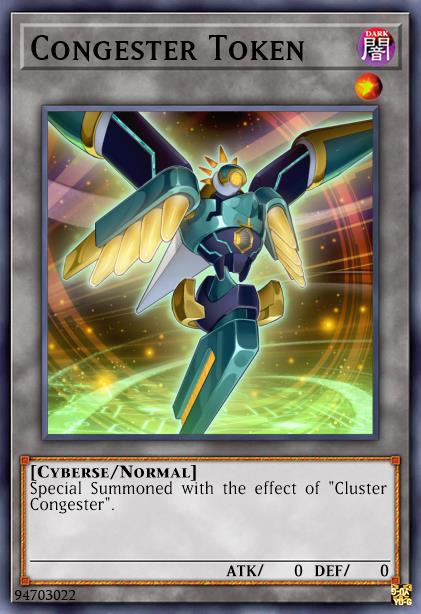 Congester Token
DARK
闇
[Cyberse/Normal]
Special Summoned with the effect of "Cluster
Congester".
ATK/ 0 DEF/ 0
94703022